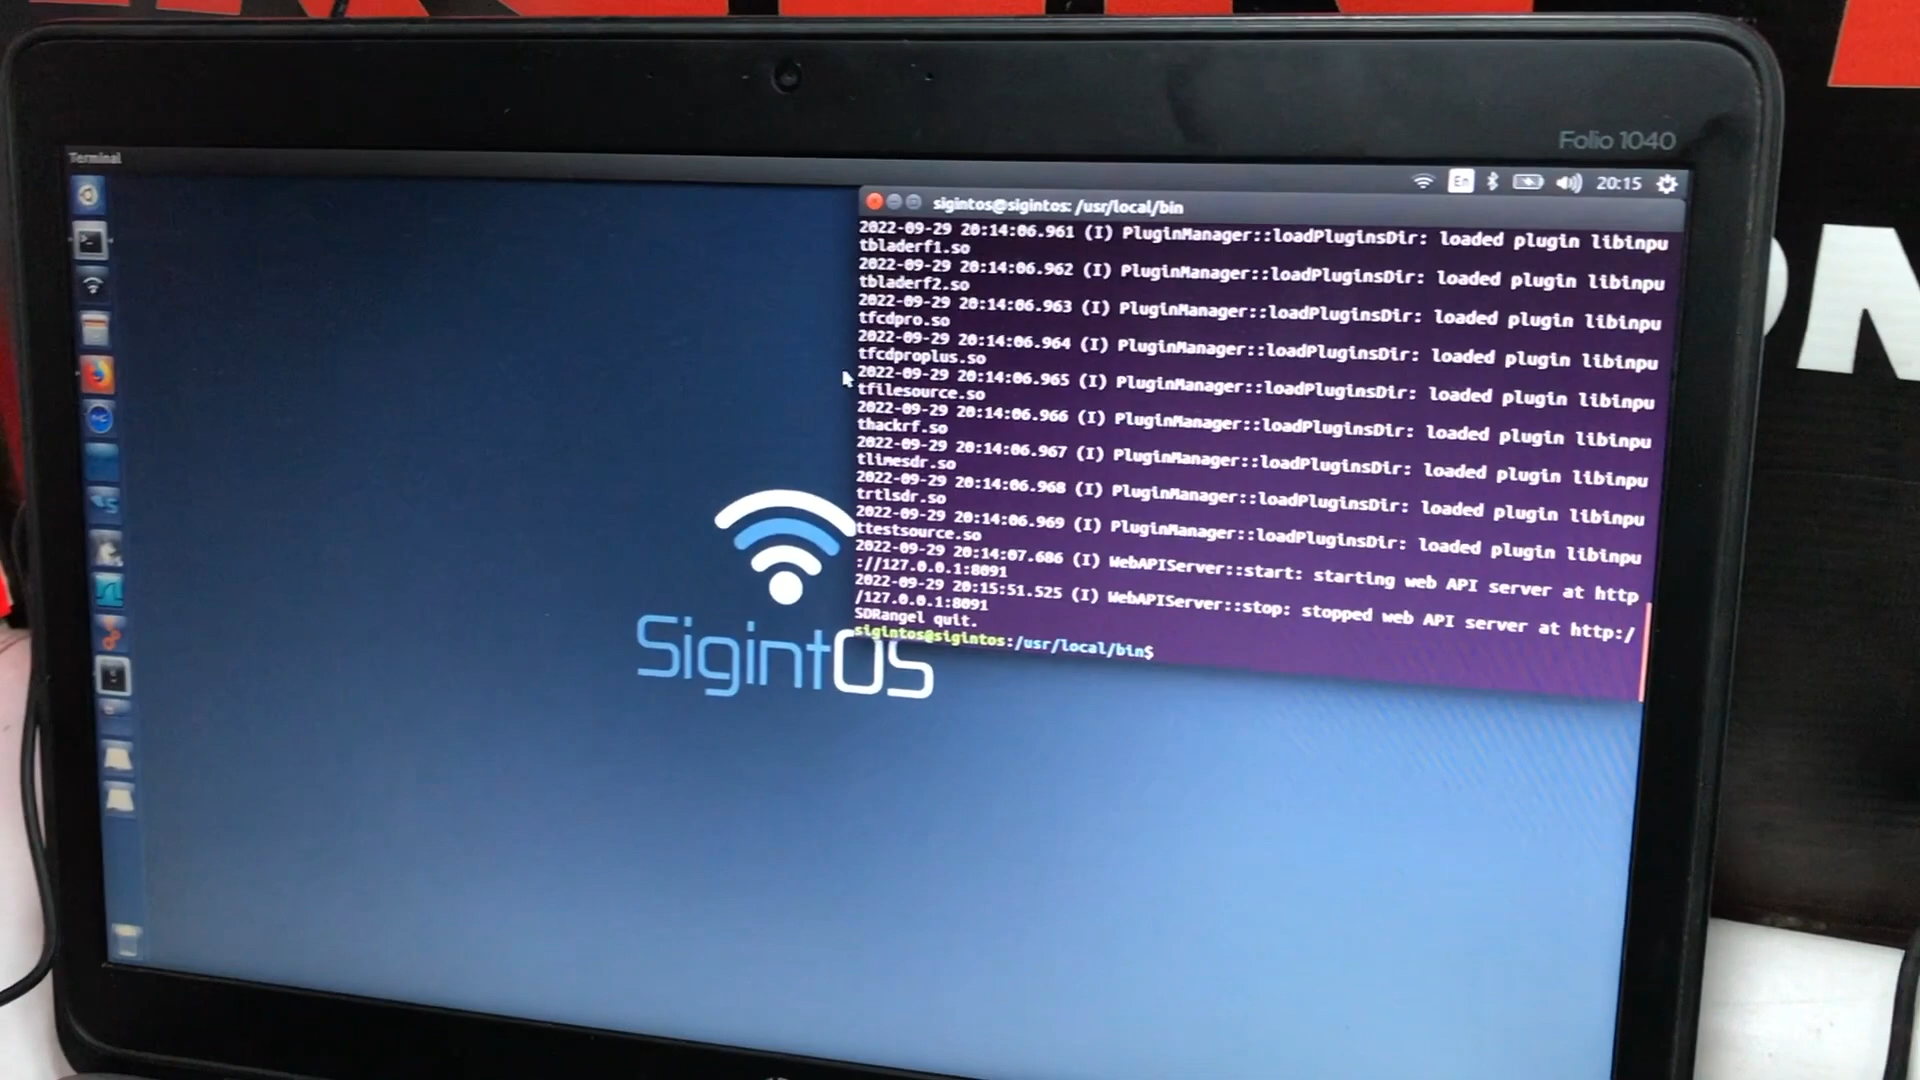 Folio 1040
Terminal
En
20:15
sigintos@sigintos: /usr/local/bin
2022-09-29 20:14:06.961 (I) PluginManager::loadPluginsDir: loaded plugin libinpu
tbladerf1.so
2022-09-29 20:14:06.962 (I) PluginManager::loadPluginsDir: loaded plugin libinpu
tbladerf2.so
2022-09-29 20:14:06.963 (I) PluginManager::loadPluginsDir: loaded plugin libinpu
tfcdpro.so
2022-09-29 20:14:06.964 (I) PluginManager::loadPluginsDir: loaded plugin libinpu
tfcdproplus.so
2022-09-29 20:14:06.965 (I) PluginManager::loadPluginsDir: loaded plugin libinpu
tfilesource.so
2022-09-29 20:14:06.966 (I) PluginManager::loadPluginsDir: loaded plugin libinpu
thackrf.so
2022-09-29 20:14:06.967 (I) PluginManager::loadPluginsDir: loaded plugin libinpu
tlimesdr.so
2022-09-29 20:14:06.968 (I) PluginManager::loadPluginsDir: loaded plugin libinpu
trtlsdr.so
2022-09-29 20:14:06.969 (I) PluginManager::loadPluginsDir: loaded plugin libinpu
ttestsource.so
2022-09-29 20:14:07.686 (I) WebAPIServer::start: starting web API server at http
://127.0.0.1:8091
2022-09-29 20:15:51.525 (I) WebAPIServer::stop: stopped web API server at http:/
/127.0.0.1:8091
SDRangel quit.
sigintos@sigintos:/usr/local/bin$
SigintOS